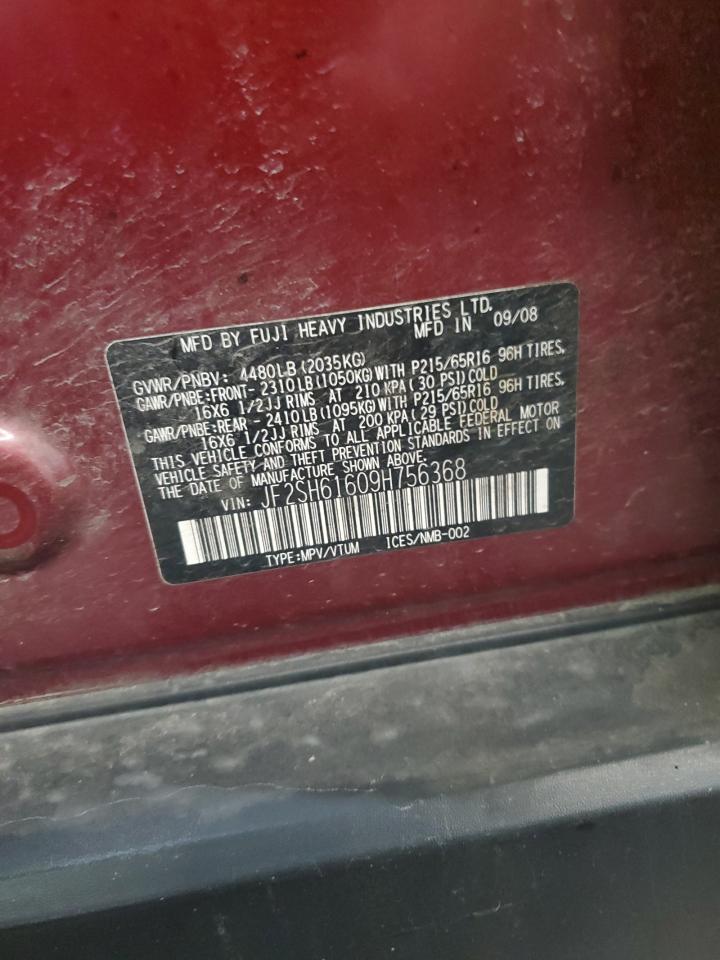 MFD BY FUJI HEAVY INDUSTRIES LTD.
MFD IN 09/08
GVWR/PNBV: 4480LB(2035KG)
GAWR/PNBE:FRONT- 2310LB(1050KG)WITH P215/65R16 96H TIRES,
16X6 1/2JJ RIMS AT 210 KPA(30 PSI)COLD
GAWR/PNBE:REAR - 2410LB(1095KG)WITH P215/65R16 96H TIRES,
16X6 1/2JJ RIMS AT 200 KPA(29 PSI)COLD
THIS VEHICLE CONFORMS TO ALL APPLICABLE FEDERAL MOTOR
VEHICLE SAFETY AND THEFT PREVENTION STANDARDS IN EFFECT ON
THE DATE OF MANUFACTURE SHOWN ABOVE.
VIN: JF2SH61609H756368
TYPE:MPV/VTUM ICES/NMB-002